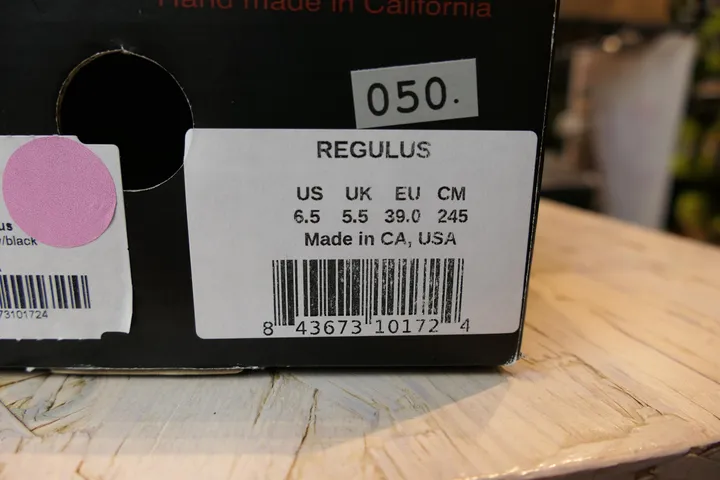 Hand made in California
050.
REGULUS
US UK EU CM
6.5 5.5 39.0 245
Made in CA, USA
8 43673 10172 4
us
/black
73101724